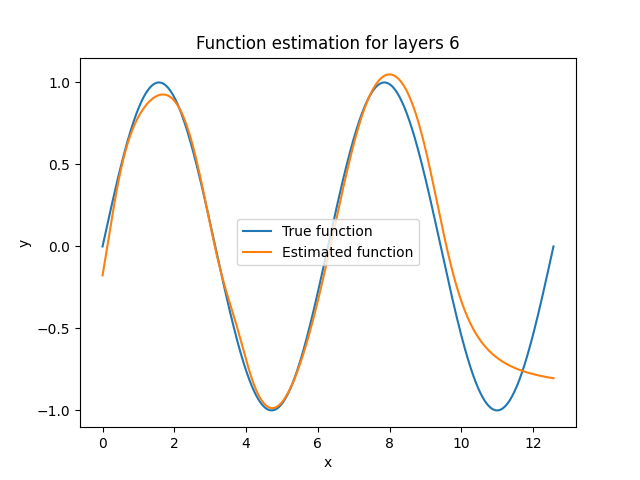 Function estimation for layers 6
1.0
0.5
0.0
−0.5
−1.0
y
True function
Estimated function
0 2 4 6 8 10 12
x